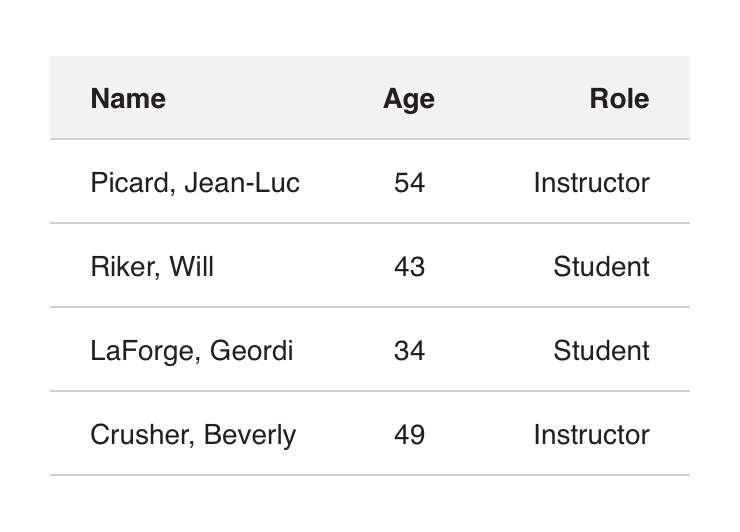 Name Age Role
Picard, Jean-Luc 54 Instructor
Riker, Will 43 Student
LaForge, Geordi 34 Student
Crusher, Beverly 49 Instructor